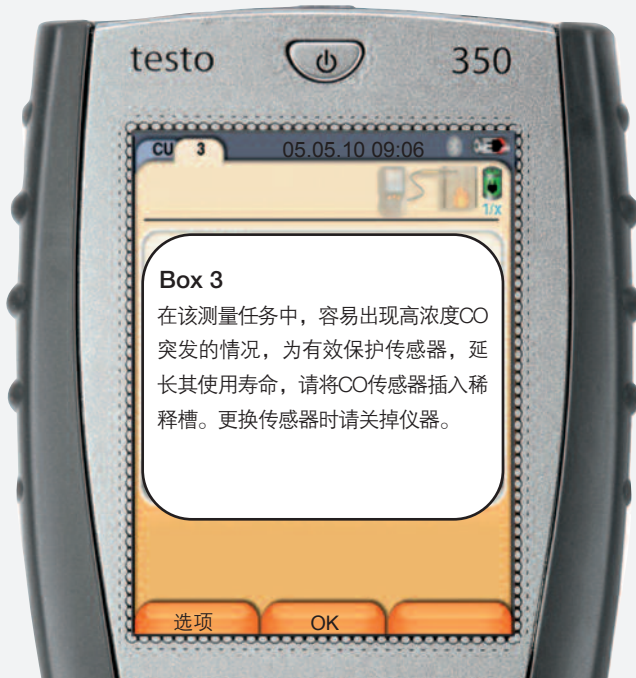 testo 350
CU 3 05.05.10 09:06
1/x
Box 3
在该测量任务中，容易出现高浓度CO
突发的情况，为有效保护传感器，延
长其使用寿命，请将CO传感器插入稀
释槽。更换传感器时请关掉仪器。
选项 OK